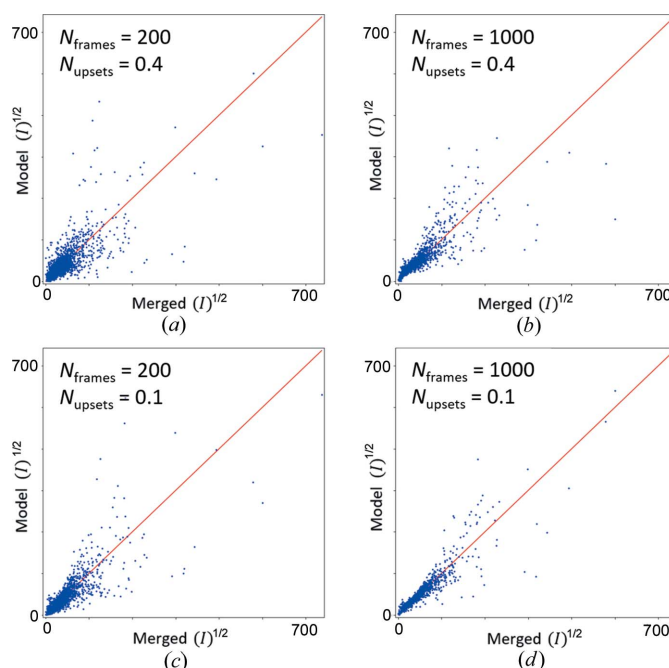 700
N_frames = 200
N_upsets = 0.4
Model (I)^1/2
0
Merged (I)^1/2
700
(a)
700
N_frames = 1000
N_upsets = 0.4
Model (I)^1/2
0
0
Merged (I)^1/2
700
(b)
700
N_frames = 200
N_upsets = 0.1
Model (I)^1/2
0
0
Merged (I)^1/2
700
(c)
700
N_frames = 1000
N_upsets = 0.1
Model (I)^1/2
0
0
Merged (I)^1/2
700
(d)